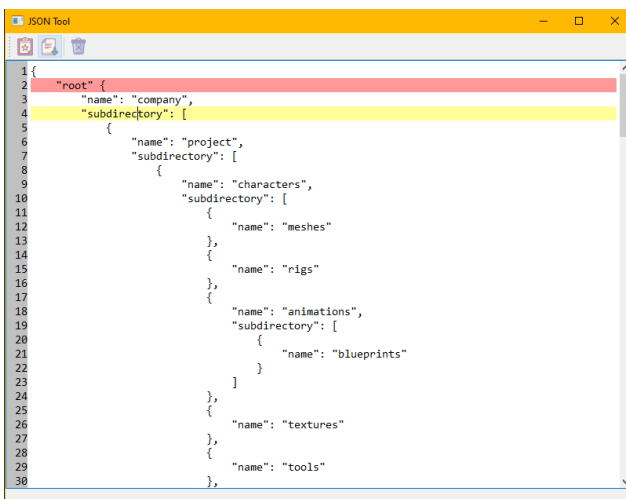 JSON Tool
1 {
2     "root" {
3         "name": "company",
4         "subdirectory": [
5             {
6                 "name": "project",
7                 "subdirectory": [
8                     {
9                         "name": "characters",
10                         "subdirectory": [
11                             {
12                                 "name": "meshes"
13                             },
14                             {
15                                 "name": "rigs"
16                             },
17                             {
18                                 "name": "animations",
19                                 "subdirectory": [
20                                     {
21                                         "name": "blueprints"
22                                     }
23                                 ]
24                             },
25                             {
26                                 "name": "textures"
27                             },
28                             {
29                                 "name": "tools"
30                             },